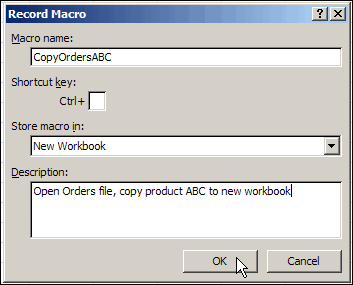 Record Macro
Macro name:
CopyOrdersABC
Shortcut key:
Ctrl+
Store macro in:
New Workbook
Description:
Open Orders file, copy product ABC to new workbook
OK Cancel